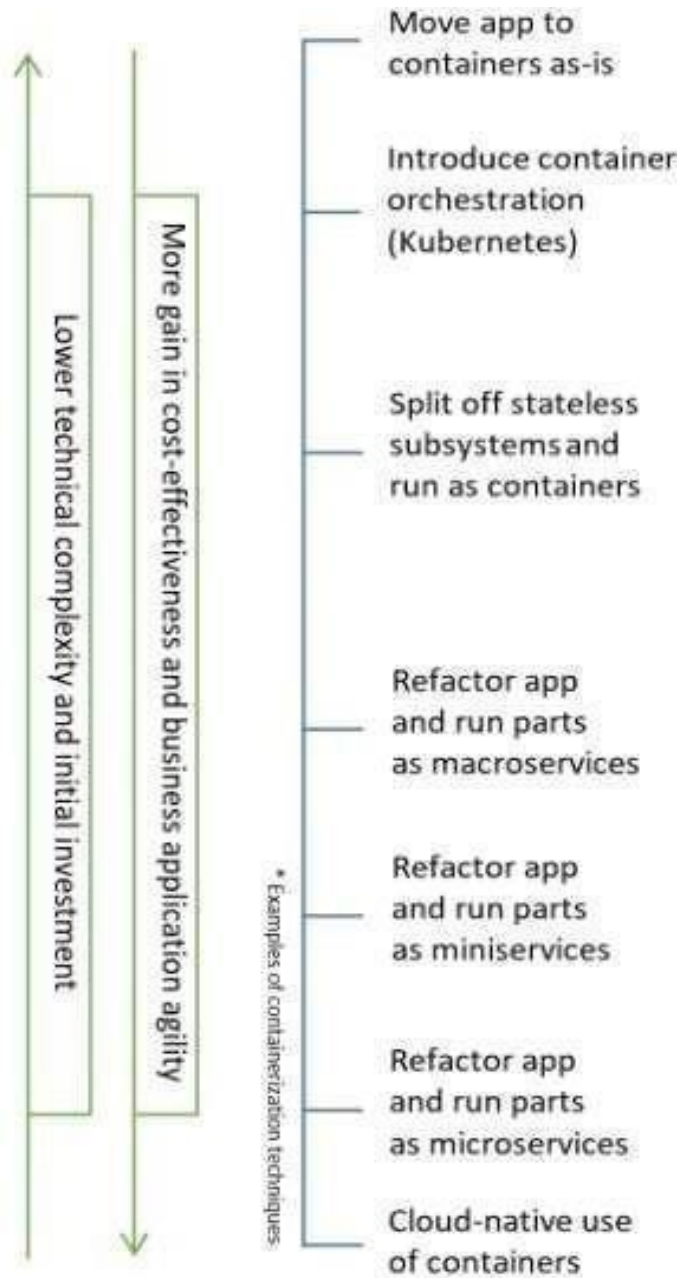 Lower technical complexity and initial investment
More gain in cost-effectiveness and business application agility
* Examples of containerization techniques
Move app to
containers as-is
Introduce container
orchestration
(Kubernetes)
Split off stateless
subsystems and
run as containers
Refactor app
and run parts
as macroservices
Refactor app
and run parts
as miniservices
Refactor app
and run parts
as microservices
Cloud-native use
of containers